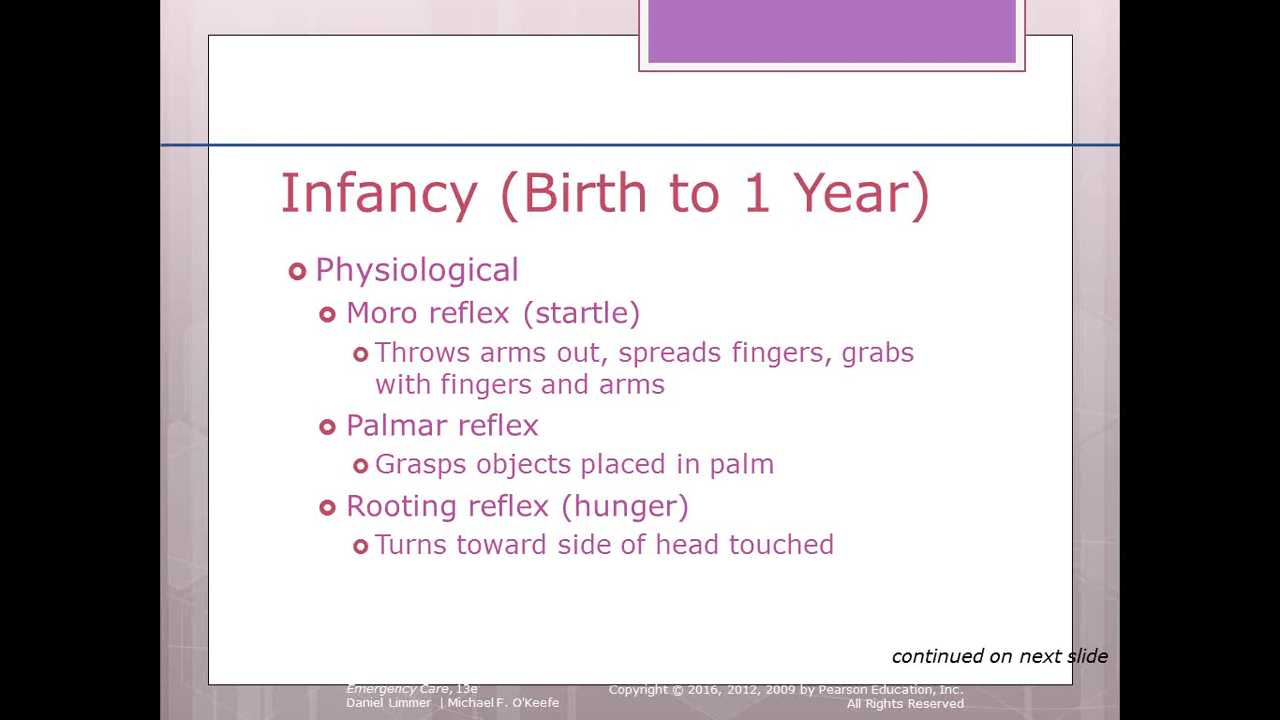 Infancy (Birth to 1 Year)
Physiological
Moro reflex (startle)
Throws arms out, spreads fingers, grabs
with fingers and arms
Palmar reflex
Grasps objects placed in palm
Rooting reflex (hunger)
Turns toward side of head touched
continued on next slide
Emergency Care, 13e
Daniel Limmer | Michael F. O'Keefe
Copyright © 2016, 2012, 2009 by Pearson Education, Inc.
All Rights Reserved